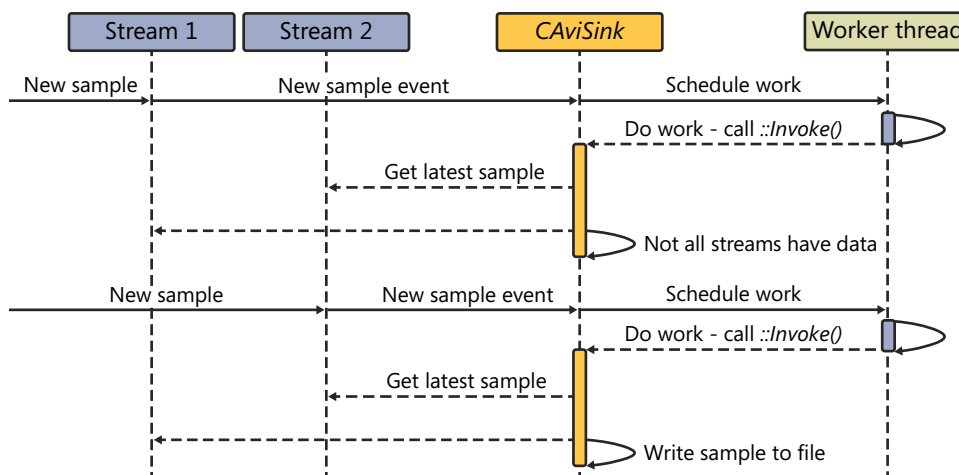 Stream 1
Stream 2
CAviSink
Worker thread
New sample
New sample event
Schedule work
Do work - call ::Invoke()
Get latest sample
Not all streams have data
New sample
New sample event
Schedule work
Do work - call ::Invoke()
Get latest sample
Write sample to file